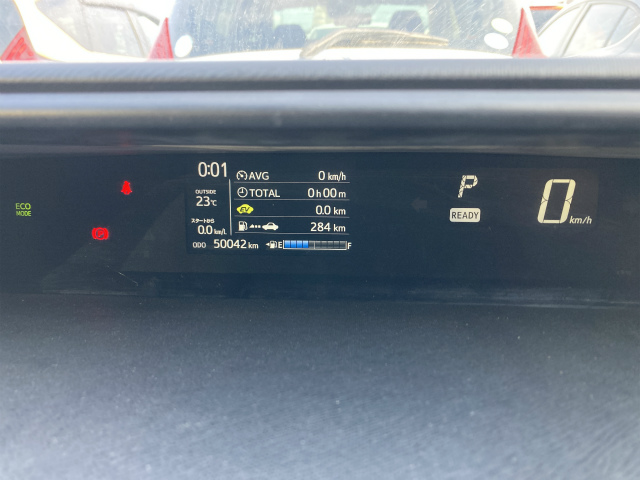 0:01
AVG 0 km/h
OUTSIDE
23℃
TOTAL 0 h 00 m
EV 0.0 km
スタートから
0.0 km/L
284 km
ODO 50042 km
E F
ECO
MODE
P
READY
0 km/h